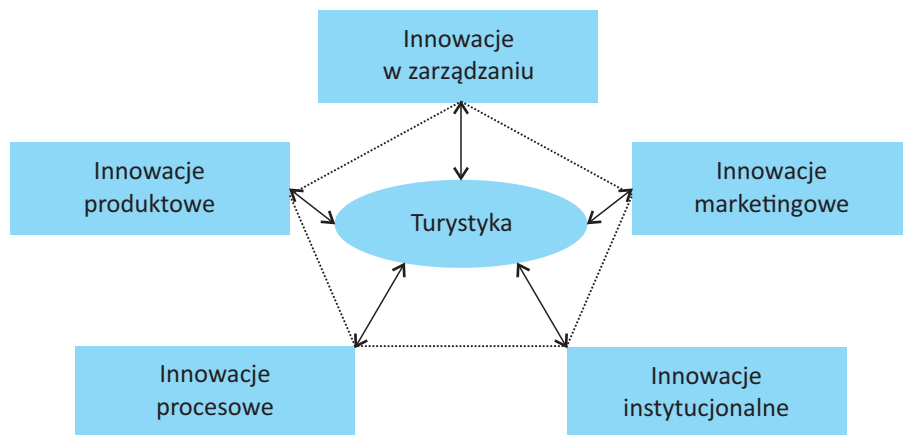 Innowacje
w zarządzaniu
Innowacje
produktowe
Innowacje
marketingowe
Turystyka
Innowacje
procesowe
Innowacje
instytucjonalne